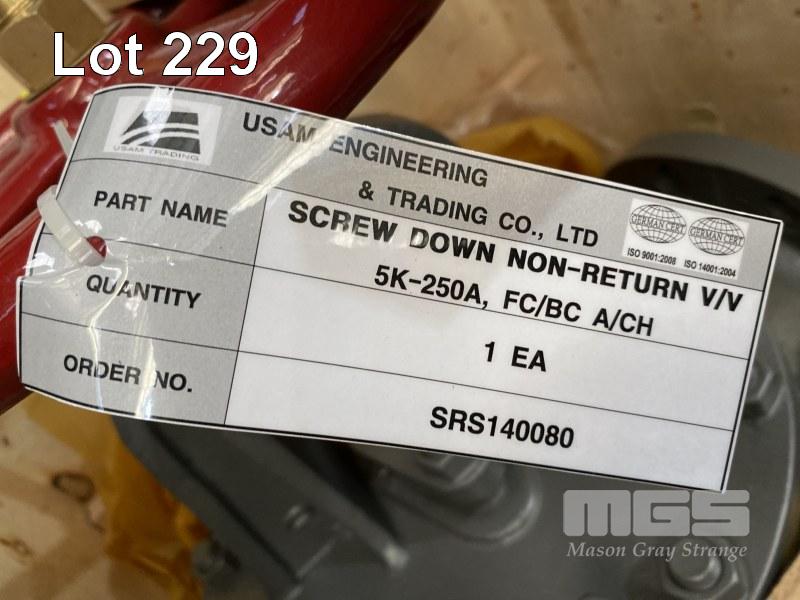 Lot 229
USAM TRADING
USAM ENGINEERING
& TRADING CO., LTD
GERMAN CERT
GERMAN CERT
ISO 9001:2008
ISO 14001:2004
PART NAME
SCREW DOWN NON-RETURN V/V
5K-250A, FC/BC A/CH
QUANTITY
1 EA
ORDER NO.
SRS140080
MGS
Mason Gray Strange